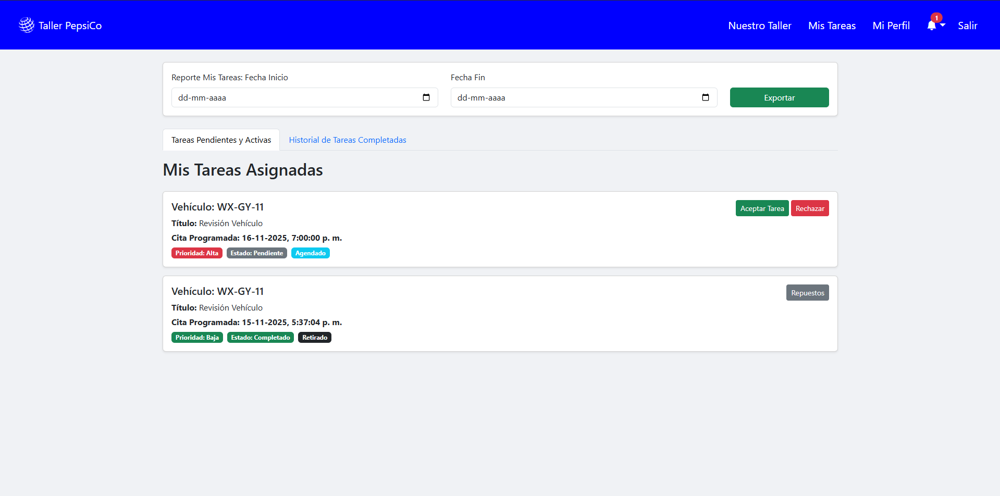 Taller PepsiCo
Nuestro Taller
Mis Tareas
Mi Perfil
1
Salir
Reporte Mis Tareas: Fecha Inicio
Fecha Fin
dd-mm-aaaa
dd-mm-aaaa
Exportar
Tareas Pendientes y Activas
Historial de Tareas Completadas
Mis Tareas Asignadas
Vehículo: WX-GY-11
Aceptar Tarea
Rechazar
Título: Revisión Vehículo
Cita Programada: 16-11-2025, 7:00:00 p. m.
Prioridad: Alta
Estado: Pendiente
Agendado
Vehículo: WX-GY-11
Repuestos
Título: Revisión Vehículo
Cita Programada: 15-11-2025, 5:37:04 p. m.
Prioridad: Baja
Estado: Completado
Retirado